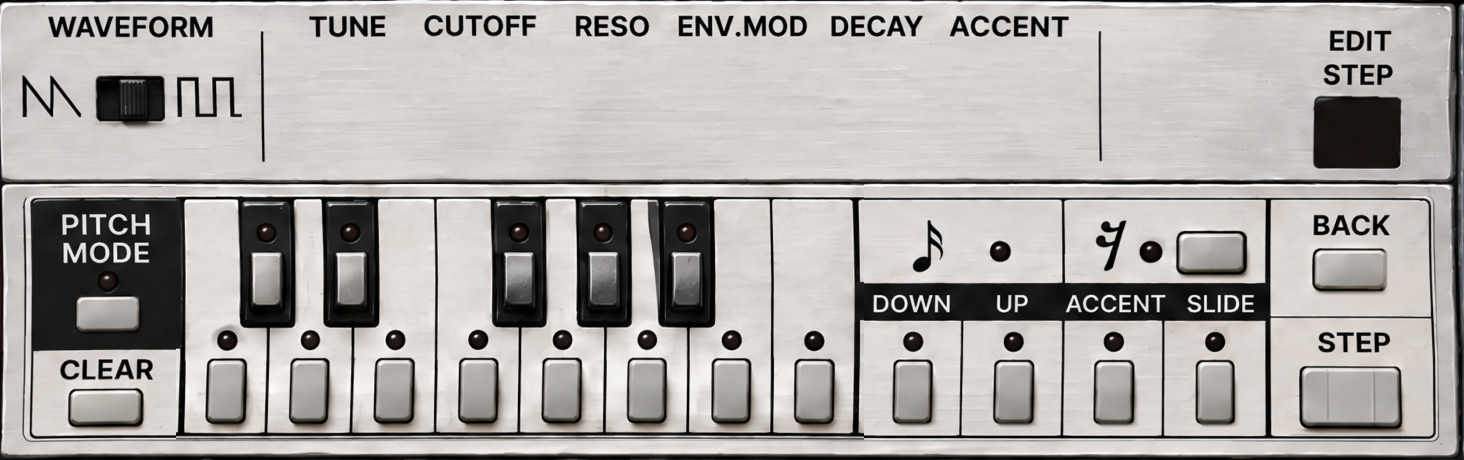 WAVEFORM TUNE CUTOFF RESO ENV.MOD DECAY ACCENT
EDIT
STEP
PITCH
MODE
CLEAR
DOWN UP ACCENT SLIDE
BACK
STEP